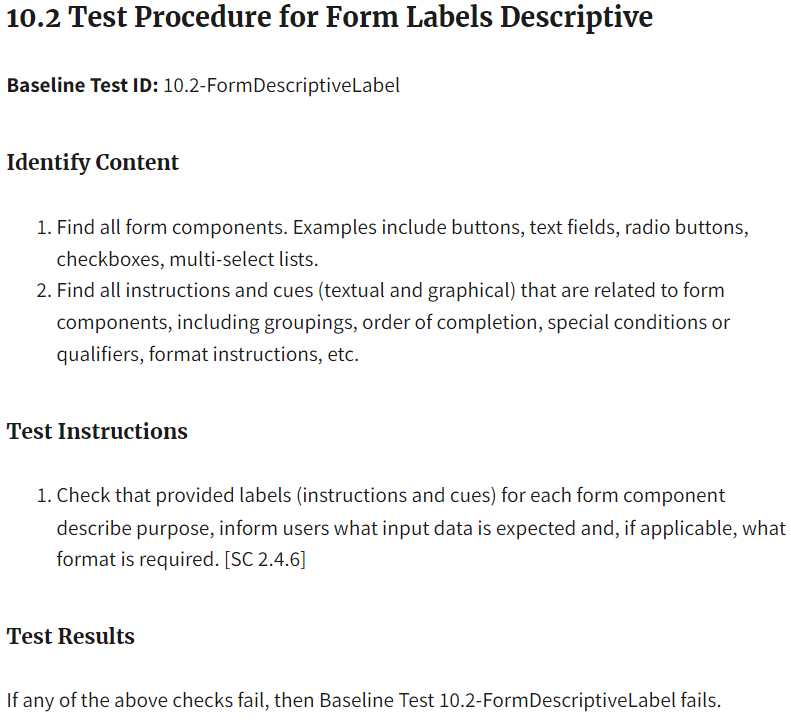 10.2 Test Procedure for Form Labels Descriptive
Baseline Test ID: 10.2-FormDescriptiveLabel
Identify Content
1. Find all form components. Examples include buttons, text fields, radio buttons,
checkboxes, multi-select lists.
2. Find all instructions and cues (textual and graphical) that are related to form
components, including groupings, order of completion, special conditions or
qualifiers, format instructions, etc.
Test Instructions
1. Check that provided labels (instructions and cues) for each form component
describe purpose, inform users what input data is expected and, if applicable, what
format is required. [SC 2.4.6]
Test Results
If any of the above checks fail, then Baseline Test 10.2-FormDescriptiveLabel fails.